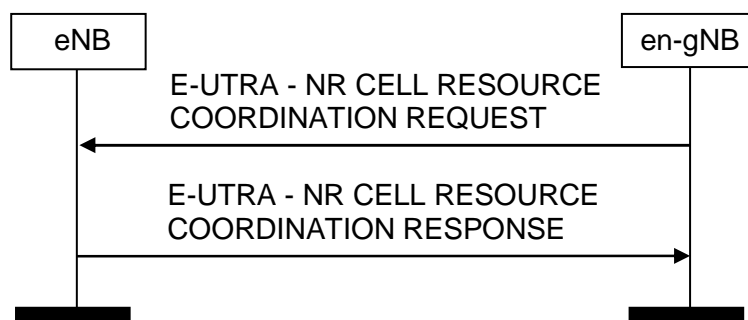 eNB
en-gNB
E-UTRA - NR CELL RESOURCE
COORDINATION REQUEST
E-UTRA - NR CELL RESOURCE
COORDINATION RESPONSE